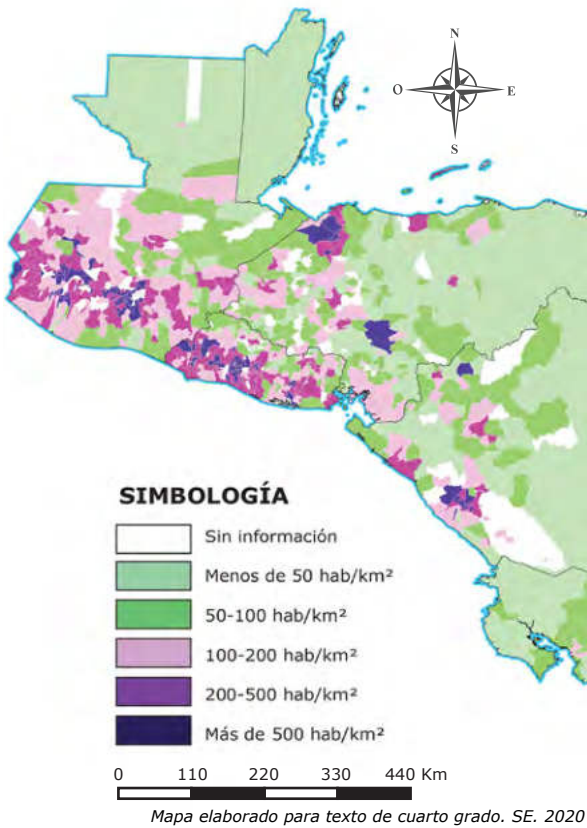 N
O
E
S
SIMBOLOGÍA
Sin información
Menos de 50 hab/km²
50-100 hab/km²
100-200 hab/km²
200-500 hab/km²
Más de 500 hab/km²
0 110 220 330 440 Km
Mapa elaborado para texto de cuarto grado. SE. 2020